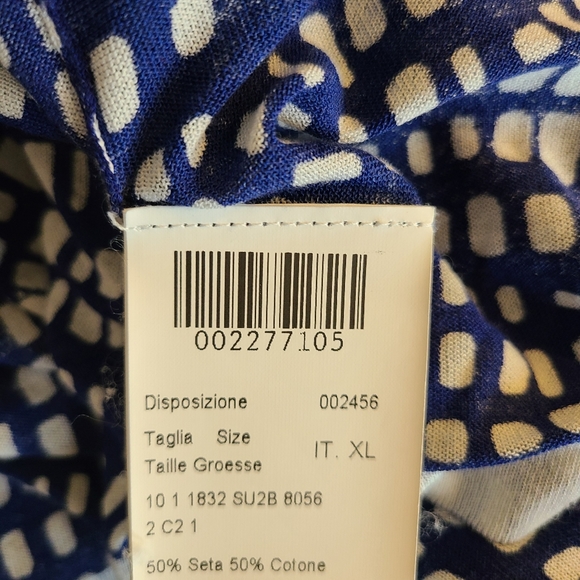 002277105
Disposizione 002456
Taglia Size
Taille Groesse IT. XL
10 1 1832 SU2B 8056
2 C2 1
50% Seta 50% Cotone